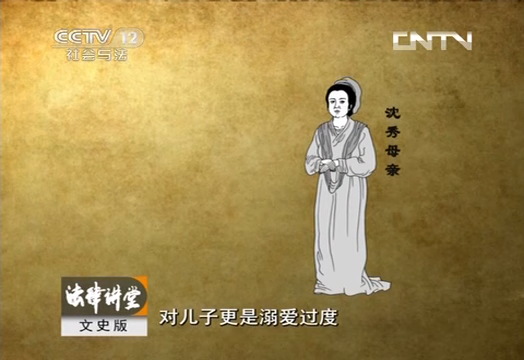 CCTV 12
社会与法
CNTV
沈秀母亲
法律讲堂
文史版
对儿子更是溺爱过度